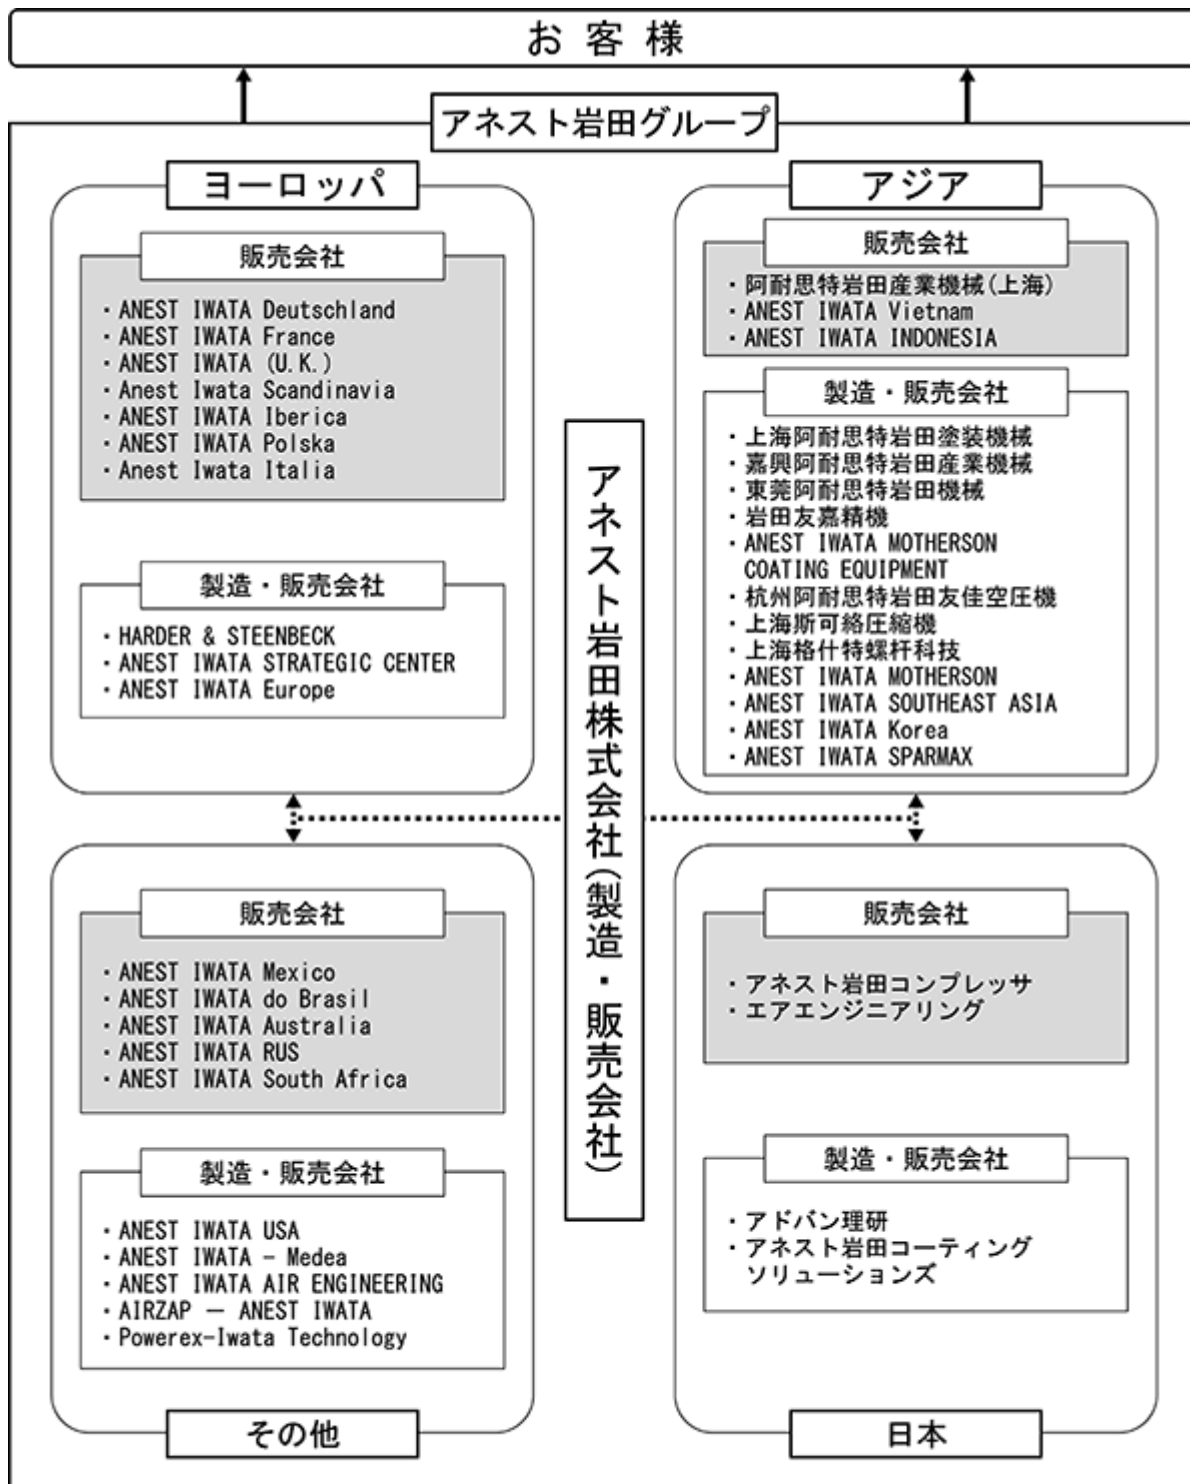 お客様
アネスト岩田グループ
ヨーロッパ
販売会社
・ANEST IWATA Deutschland
・ANEST IWATA France
・ANEST IWATA (U.K.)
・Anest Iwata Scandinavia
・ANEST IWATA Iberica
・ANEST IWATA Polska
・Anest Iwata Italia
製造・販売会社
・HARDER & STEENBECK
・ANEST IWATA STRATEGIC CENTER
・ANEST IWATA Europe
アジア
販売会社
・阿耐思特岩田産業機械(上海)
・ANEST IWATA Vietnam
・ANEST IWATA INDONESIA
製造・販売会社
・上海阿耐思特岩田塗装機械
・嘉興阿耐思特岩田産業機械
・東莞阿耐思特岩田機械
・岩田友嘉精機
・ANEST IWATA MOTHERSON
COATING EQUIPMENT
・杭州阿耐思特岩田友佳空圧機
・上海斯可絡圧縮機
・上海格什特螺杆科技
・ANEST IWATA MOTHERSON
・ANEST IWATA SOUTHEAST ASIA
・ANEST IWATA Korea
・ANEST IWATA SPARMAX
アネスト岩田株式会社(製造・販売会社)
販売会社
・ANEST IWATA Mexico
・ANEST IWATA do Brasil
・ANEST IWATA Australia
・ANEST IWATA RUS
・ANEST IWATA South Africa
製造・販売会社
・ANEST IWATA USA
・ANEST IWATA − Medea
・ANEST IWATA AIR ENGINEERING
・AIRZAP − ANEST IWATA
・Powerex-Iwata Technology
その他
販売会社
・アネスト岩田コンプレッサ
・エアエンジニアリング
製造・販売会社
・アドバン理研
・アネスト岩田コーティング
ソリューションズ
日本